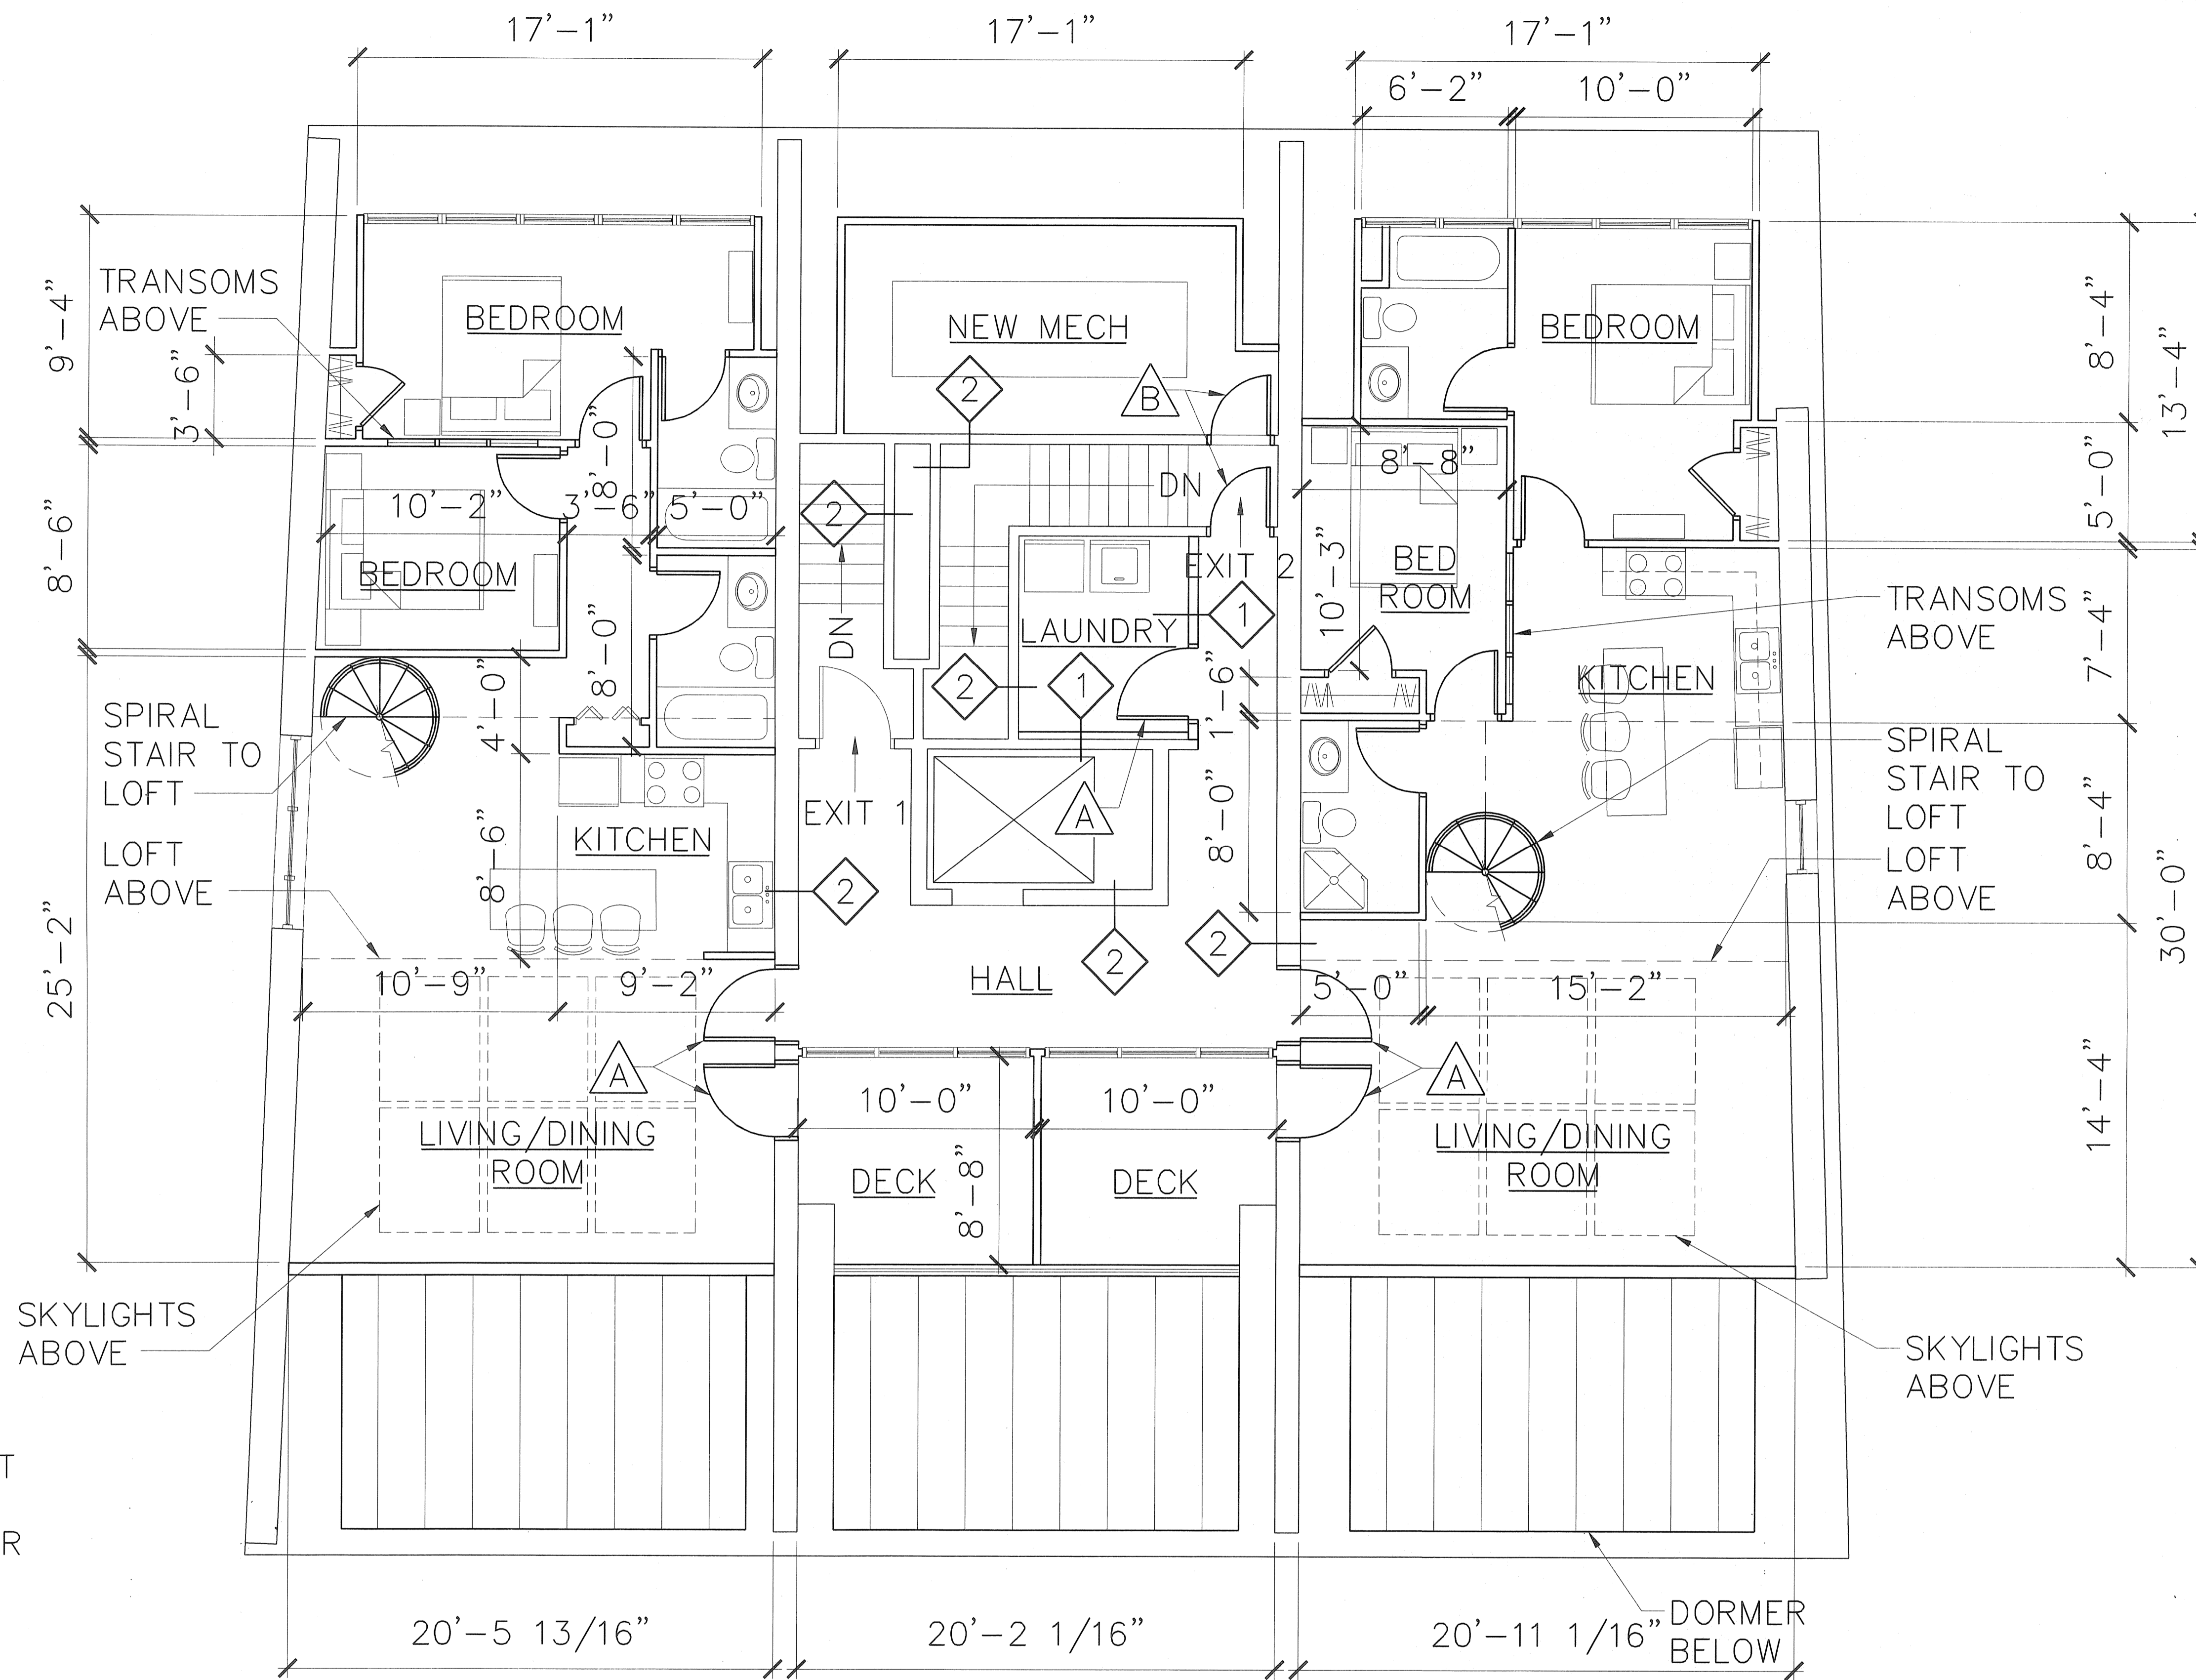 17'-1"
17'-1"
17'-1"
6'-2"
10'-0"
TRANSOMS
ABOVE
9'-4"
3'-6"
BEDROOM
NEW MECH
BEDROOM
8'-4"
13'-4"
2
B
8'-0"
8'-8"
DN
2
10'-2"
3'-6"
5'-0"
8'-6"
BEDROOM
EXIT 2
10'-3"
BED
ROOM
5'-0"
1
LAUNDRY
DN
TRANSOMS
ABOVE
8'-0"
2
1
1'-6"
KITCHEN
7'-4"
SPIRAL
STAIR TO
LOFT
4'-0"
SPIRAL
STAIR TO
LOFT
EXIT 1
A
8'-0"
LOFT
ABOVE
8'-6"
KITCHEN
2
LOFT
ABOVE
8'-4"
30'-0"
25'-2"
2
2
HALL
10'-9"
9'-2"
5'-0"
15'-2"
A
A
10'-0"
10'-0"
14'-4"
LIVING/DINING
ROOM
DECK
8'-8"
DECK
LIVING/DINING
ROOM
SKYLIGHTS
ABOVE
SKYLIGHTS
ABOVE
T
R
DORMER
BELOW
20'-5 13/16"
20'-2 1/16"
20'-11 1/16"